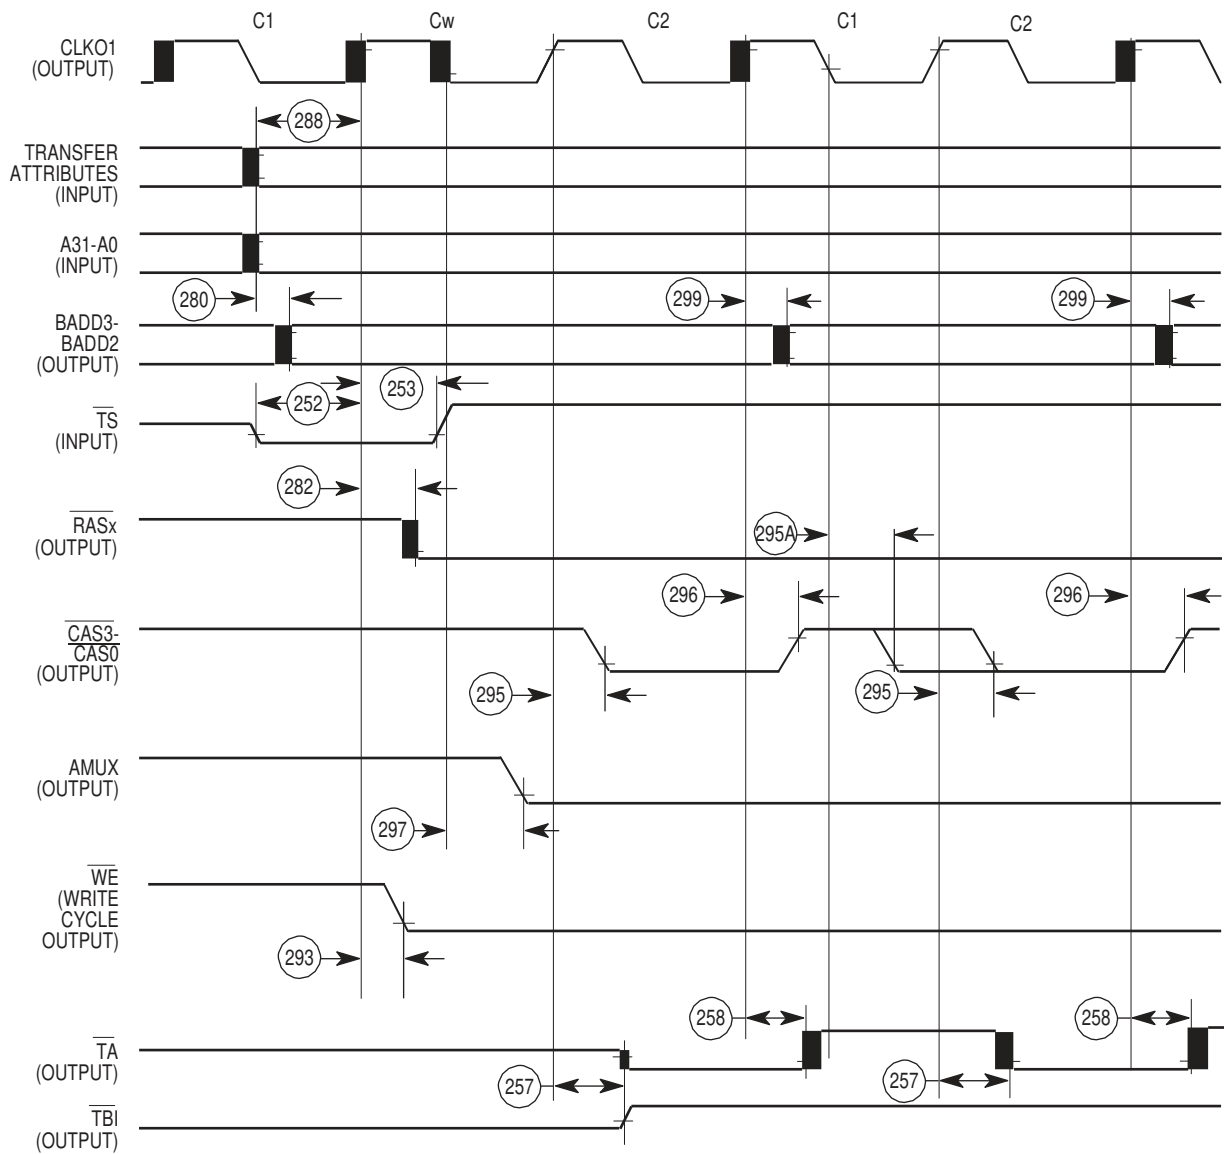 C1 Cw C2 C1 C2
CLKO1
(OUTPUT)
288
TRANSFER
ATTRIBUTES
(INPUT)
A31-A0
(INPUT)
280 299 299
BADD3-
BADD2
(OUTPUT)
252 253
TS
(INPUT)
282
RASx
(OUTPUT)
295A
296 296
CAS3-
CAS0
(OUTPUT)
295 295
AMUX
(OUTPUT)
297
WE
(WRITE
CYCLE
OUTPUT)
293
258 258
TA
(OUTPUT)
257 257
TBI
(OUTPUT)